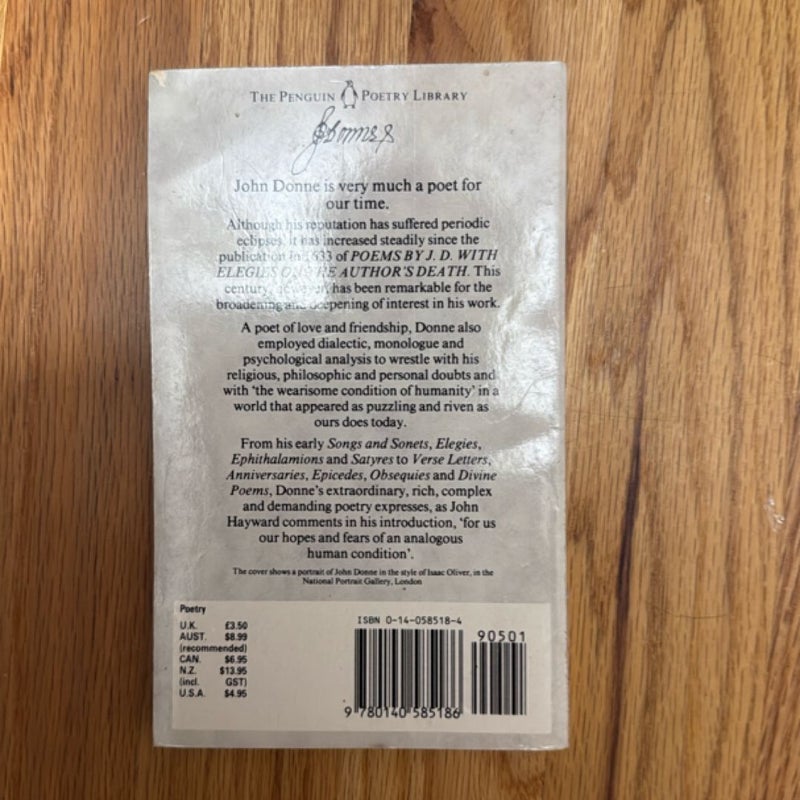 THE PENGUIN POETRY LIBRARY
John Donne is very much a poet for
our time.
Although his reputation has suffered periodic
eclipses, it has increased steadily since the
publication in 1633 of POEMS BY J. D. WITH
ELEGIES ON THE AUTHOR'S DEATH. This
century, however, has been remarkable for the
broadening and deepening of interest in his work.
A poet of love and friendship, Donne also
employed dialectic, monologue and
psychological analysis to wrestle with his
religious, philosophic and personal doubts and
with 'the wearisome condition of humanity' in a
world that appeared as puzzling and riven as
ours does today.
From his early Songs and Sonets, Elegies,
Ephithalamions and Satyres to Verse Letters,
Anniversaries, Epicedes, Obsequies and Divine
Poems, Donne's extraordinary, rich, complex
and demanding poetry expresses, as John
Hayward comments in his introduction, 'for us
our hopes and fears of an analogous
human condition'.
The cover shows a portrait of John Donne in the style of Isaac Oliver, in the
National Portrait Gallery, London
Poetry
U.K. £3.50
AUST. $8.99
(recommended)
CAN. $6.95
N.Z. $13.95
(incl. GST)
U.S.A. $4.95
ISBN 0-14-058518-4
90501
9 780140 585186